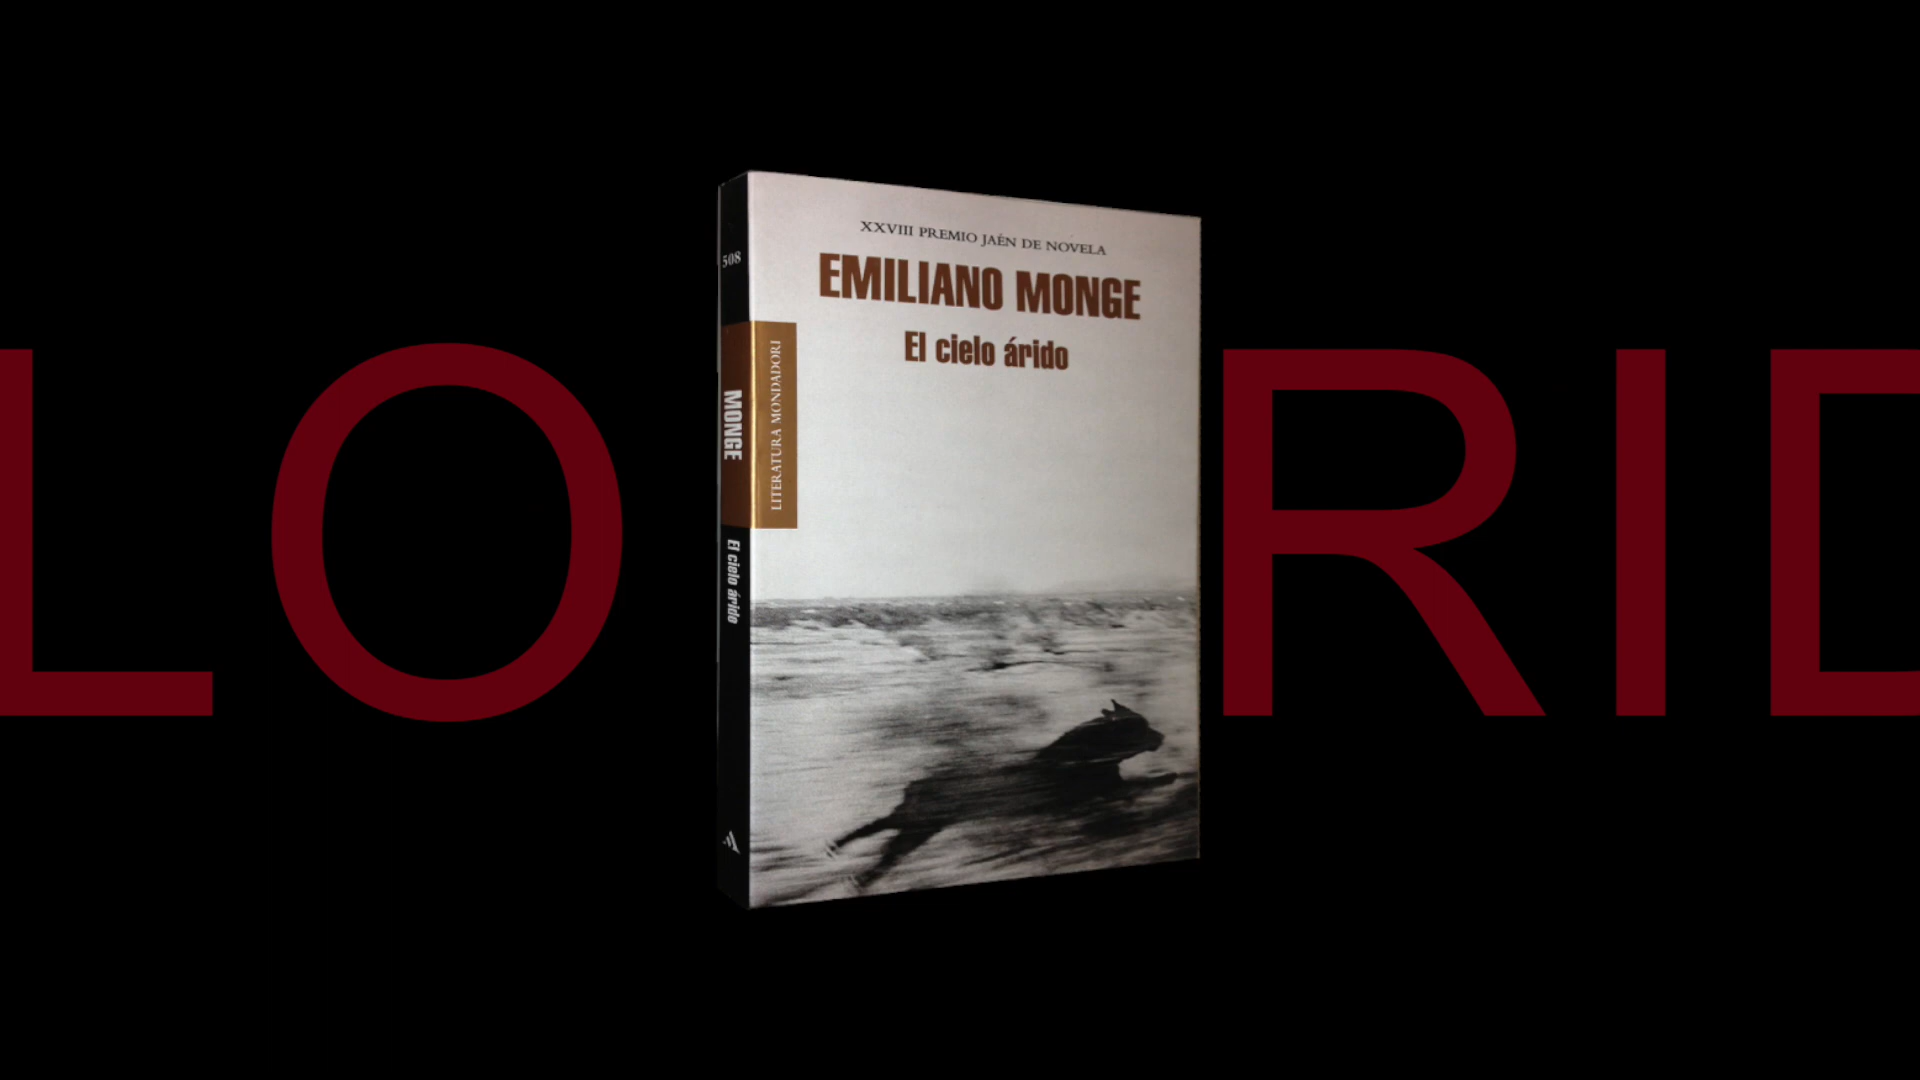 LO RID
XXVIII PREMIO JAÉN DE NOVELA
EMILIANO MONGE
El cielo árido
LITERATURA MONDADORI
508
MONGE
El cielo árido